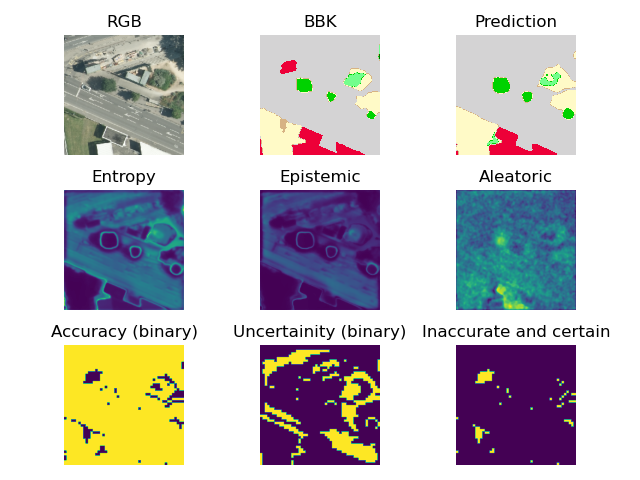 RGB
BBK
Prediction
Entropy
Epistemic
Aleatoric
Accuracy (binary)
Uncertainity (binary)
Inaccurate and certain